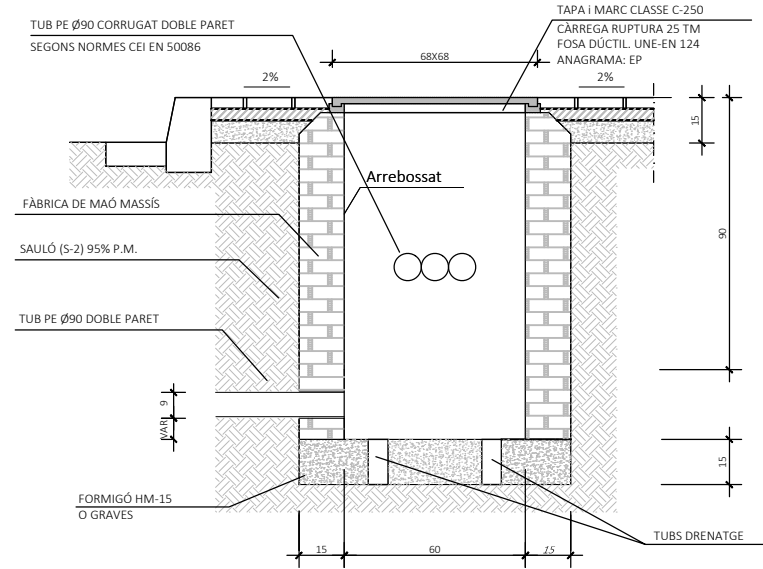 TUB PE Ø90 CORRUGAT DOBLE PARET
SEGONS NORMES CEI EN 50086
TAPA i MARC CLASSE C-250
CÀRREGA RUPTURA 25 TM
FOSA DÚCTIL. UNE-EN 124
ANAGRAMA: EP
68X68
2%
2%
15
Arrebossat
FÀBRICA DE MAÓ MASSÍS
90
SAULÓ (S-2) 95% P.M.
TUB PE Ø90 DOBLE PARET
9
VAR
15
FORMIGÓ HM-15
O GRAVES
TUBS DRENATGE
15
60
15